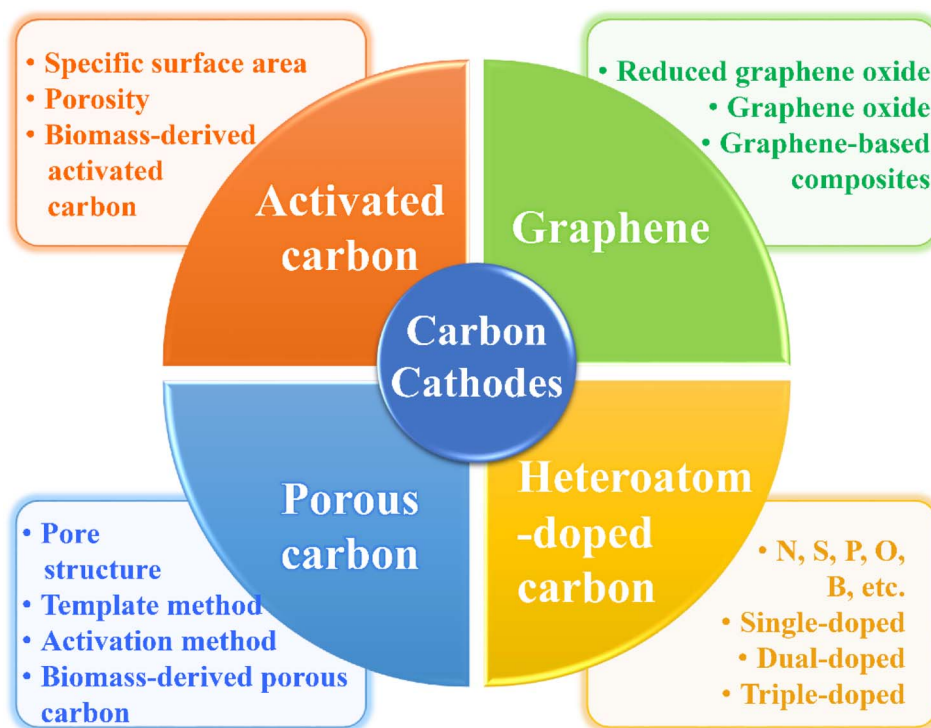 • Specific surface area
• Porosity
• Biomass-derived
activated
carbon
• Reduced graphene oxide
• Graphene oxide
• Graphene-based
composites
Activated
carbon
Graphene
Carbon
Cathodes
Porous
carbon
Heteroatom
-doped
carbon
• Pore
structure
• Template method
• Activation method
• Biomass-derived porous
carbon
• N, S, P, O,
B, etc.
• Single-doped
• Dual-doped
• Triple-doped